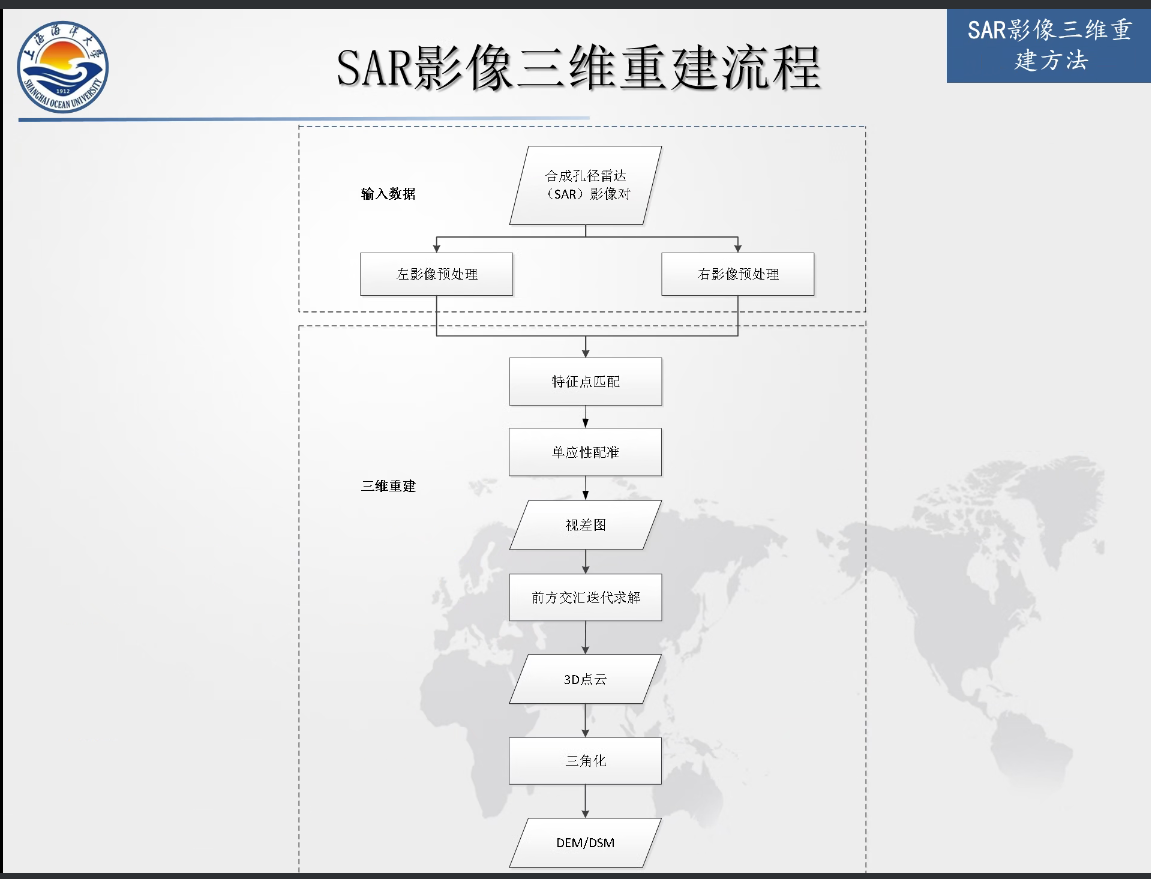 上海海洋大学
SHANGHAI OCEAN UNIVERSITY
1912
SAR影像三维重建流程
SAR影像三维重
建方法
输入数据
合成孔径雷达
（SAR）影像对
左影像预处理
右影像预处理
特征点匹配
单应性配准
三维重建
视差图
前方交汇迭代求解
3D点云
三角化
DEM/DSM